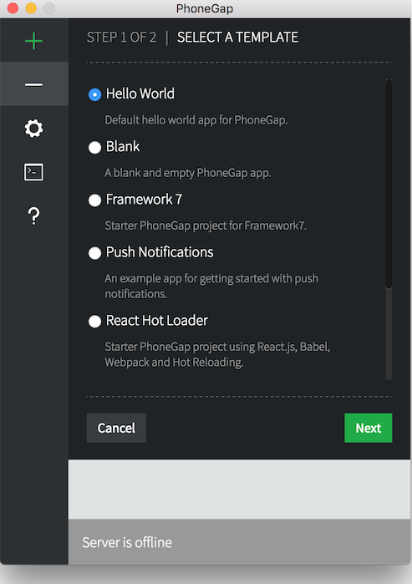 PhoneGap
STEP 1 OF 2 | SELECT A TEMPLATE
Hello World
Default hello world app for PhoneGap.
Blank
A blank and empty PhoneGap app.
Framework 7
Starter PhoneGap project for Framework7.
Push Notifications
An example app for getting started with push
notifications.
React Hot Loader
Starter PhoneGap project using React.js, Babel,
Webpack and Hot Reloading.
Cancel
Next
Server is offline